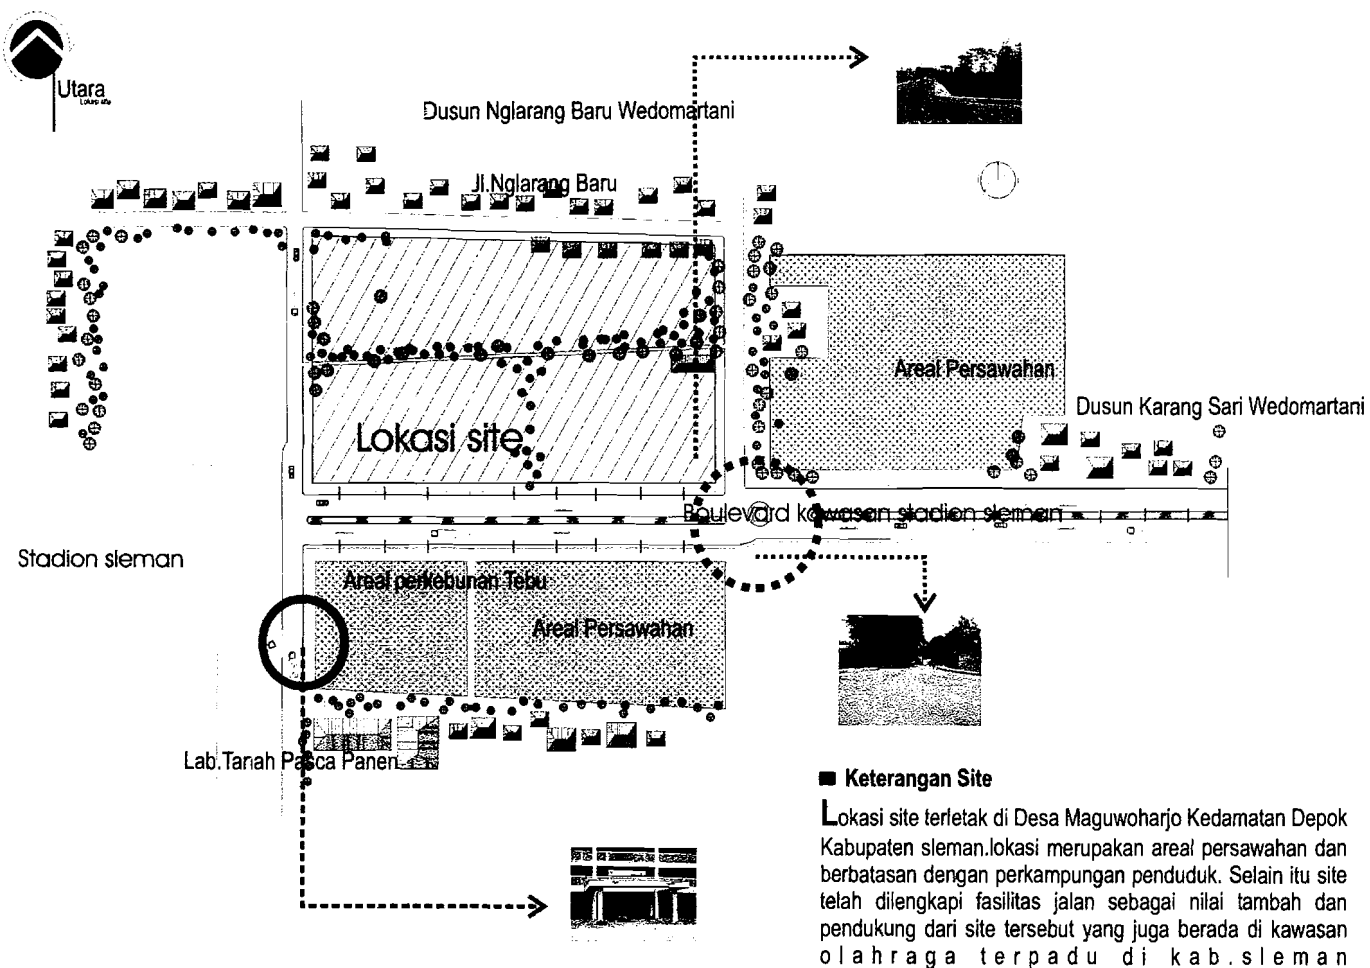 Utara
Lokasi site
Dusun Nglarang Baru Wedomartani
Jl.Nglarang Baru
Areal Persawahan
Dusun Karang Sari Wedomartani
Lokasi site
Boulevard kawasan stadion sleman
Stadion sleman
Areal perkebunan Tebu
Areal Persawahan
Lab.Tanah Pasca Panen
Keterangan Site
Lokasi site terfetak di Desa Maguwoharjo Kedamatan Depok
Kabupaten sleman.lokasi merupakan areal persawahan dan
berbatasan dengan perkampungan penduduk. Selain itu site
telah dilengkapi fasilitas jalan sebagai nilai tambah dan
pendukung dari site tersebut yang juga berada di kawasan
olahraga terpadu di kab.sleman